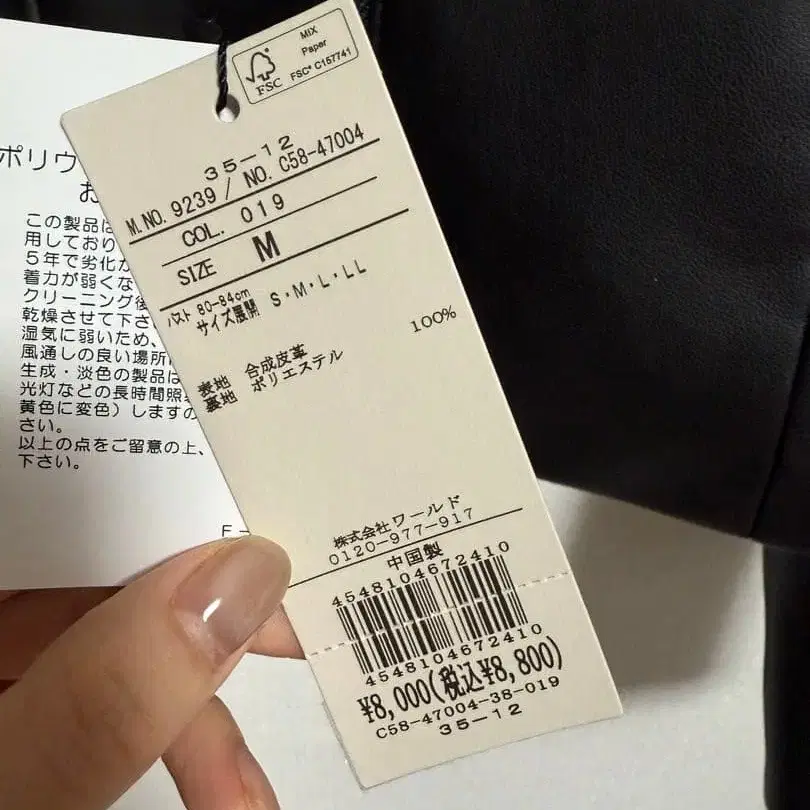 MIX
Paper
FSC® C157741
FSC
35-12
M.NO. 9239 / NO. C58-47004
COL. 019
SIZE M
バスト 80-84cm
サイズ展開 S・M・L・LL
表地 合成皮革
裏地 ポリエステル 100%
株式会社ワールド
0120-977-917
中国製
4548104672410
4548104672410
¥8,000(税込¥8,800)
C58-47004-38-019
35-12
ポリウ
お
この製品は
用しており
5年で劣化が
着力が弱くな
クリーニング後
乾燥させて下さ
湿気に弱いため、
風通しの良い場所
生成・淡色の製品は
光灯などの長時間照
黄色に変色)しますの
さい。
以上の点をご留意の上、
下さい。